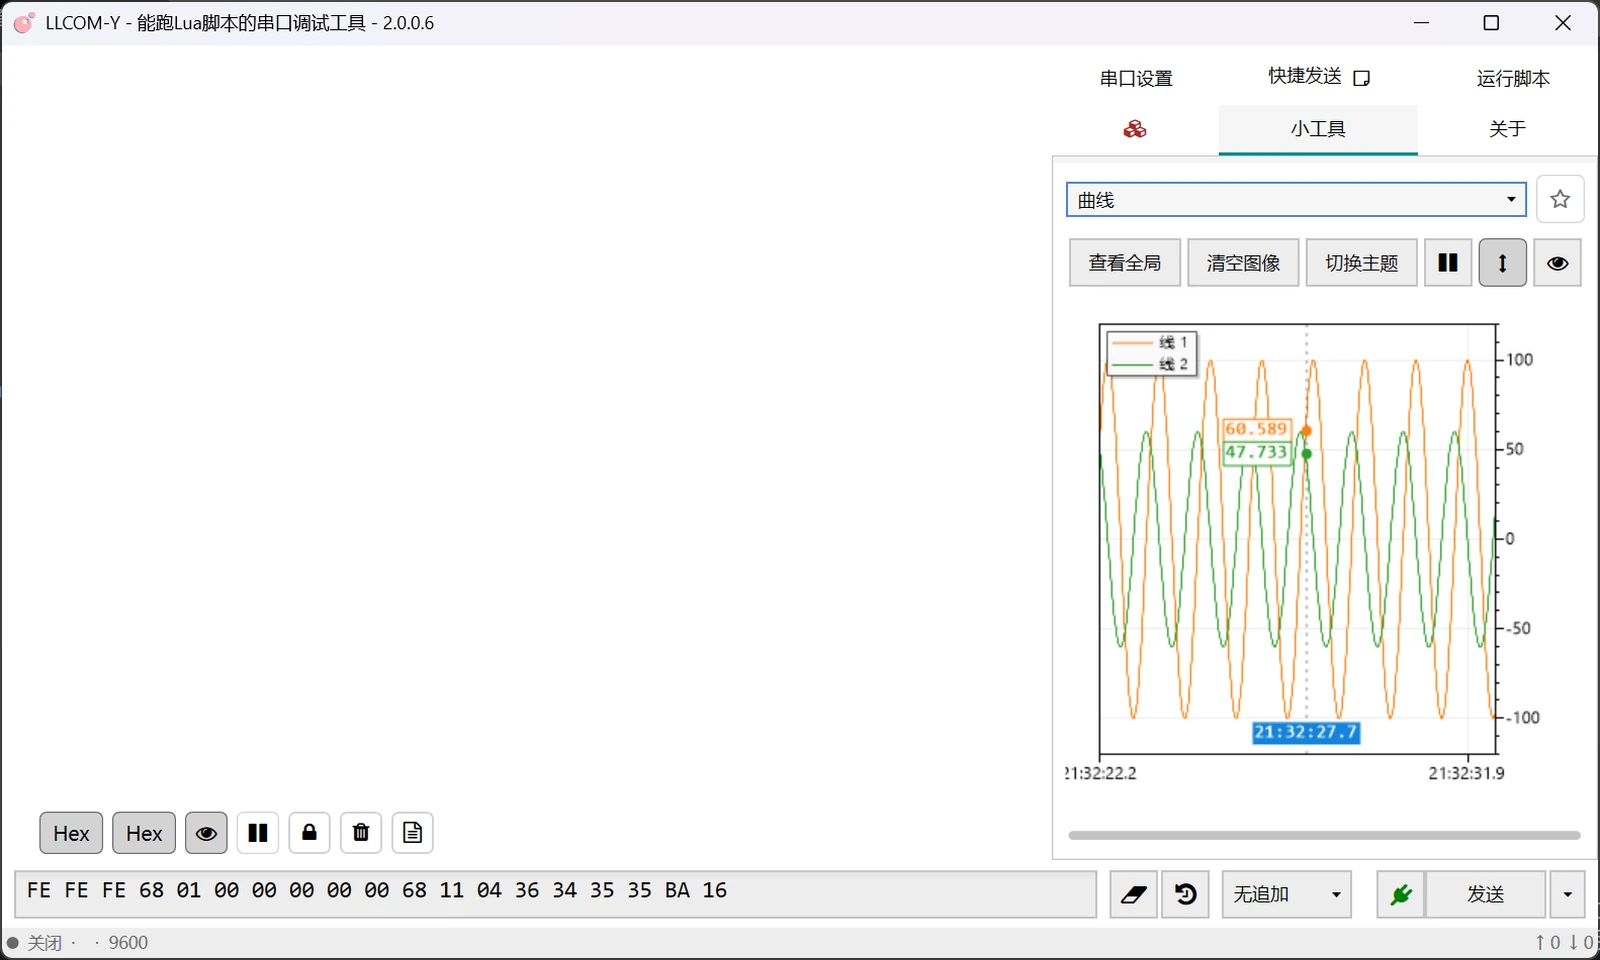 LLCOM-Y - 能跑Lua脚本的串口调试工具 - 2.0.0.6
串口设置
快捷发送
运行脚本
小工具
关于
曲线
查看全局
清空图像
切换主题
线 1
线 2
100
50
0
-50
-100
60.589
47.733
21:32:27.7
21:32:22.2
21:32:31.9
Hex
Hex
FE FE FE 68 01 00 00 00 00 00 68 11 04 36 34 35 35 BA 16
无追加
发送
关闭 · · 9600
↑0 ↓0